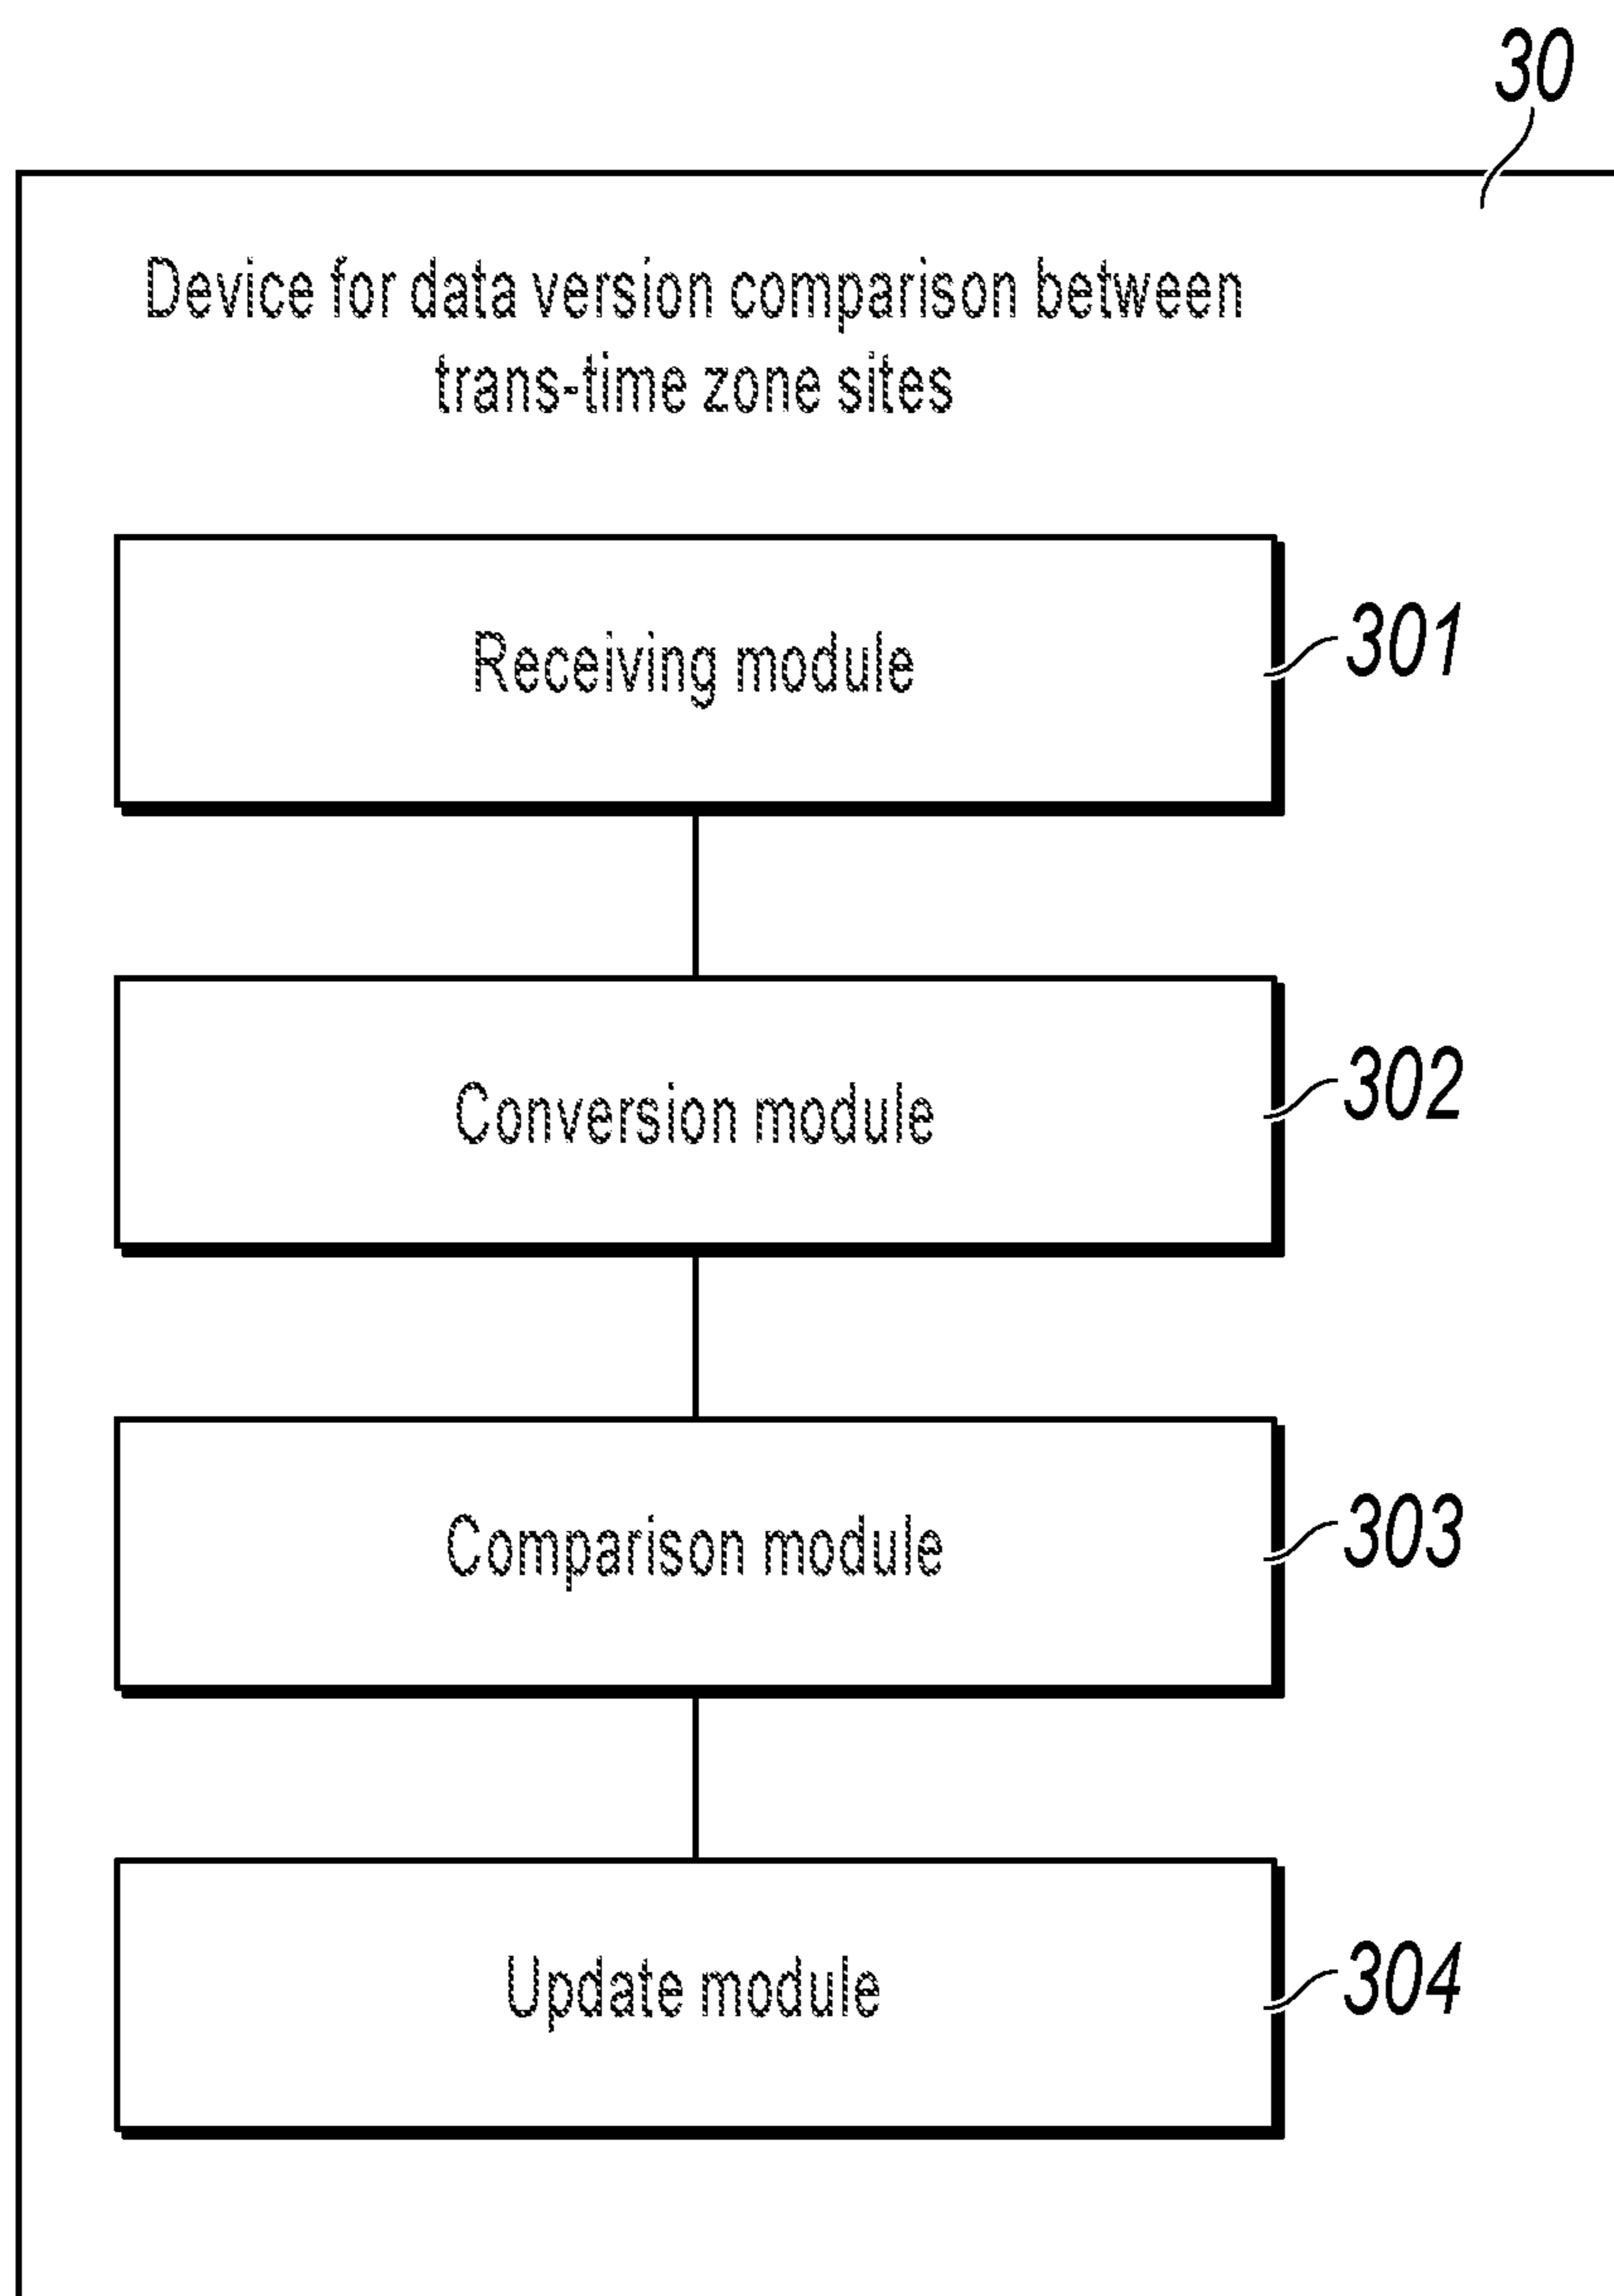 30
Device for data version comparison between
trans-time zone sites
Receiving module
301
Conversion module
302
Comparison module
303
Update module
304